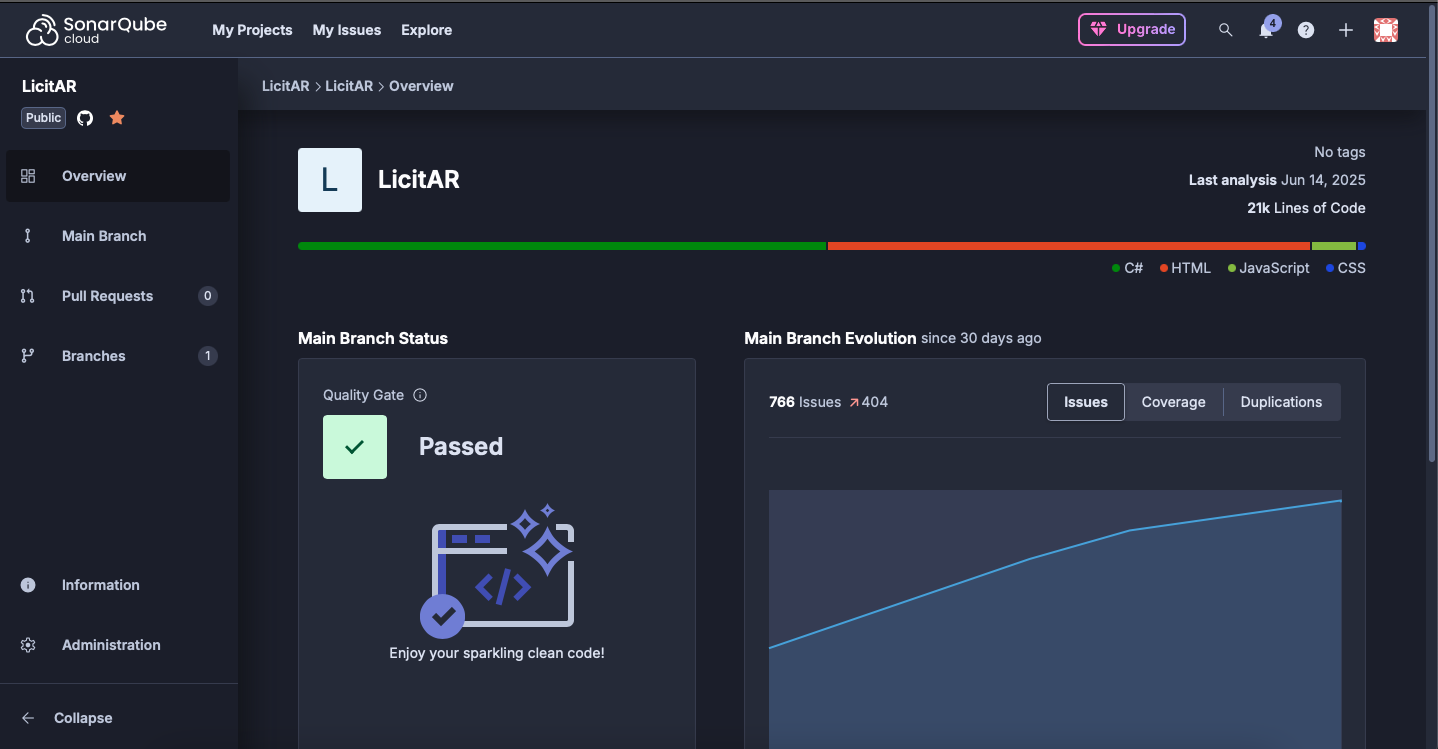 SonarQube
cloud
My Projects
My Issues
Explore
Upgrade
4
?
LicitAR
Public
Overview
Main Branch
Pull Requests
0
Branches
1
Information
Administration
Collapse
LicitAR > LicitAR > Overview
L
LicitAR
No tags
Last analysis Jun 14, 2025
21k Lines of Code
C# HTML JavaScript CSS
Main Branch Status
Quality Gate
Passed
</>
Enjoy your sparkling clean code!
Main Branch Evolution since 30 days ago
766 Issues 404
Issues
Coverage
Duplications